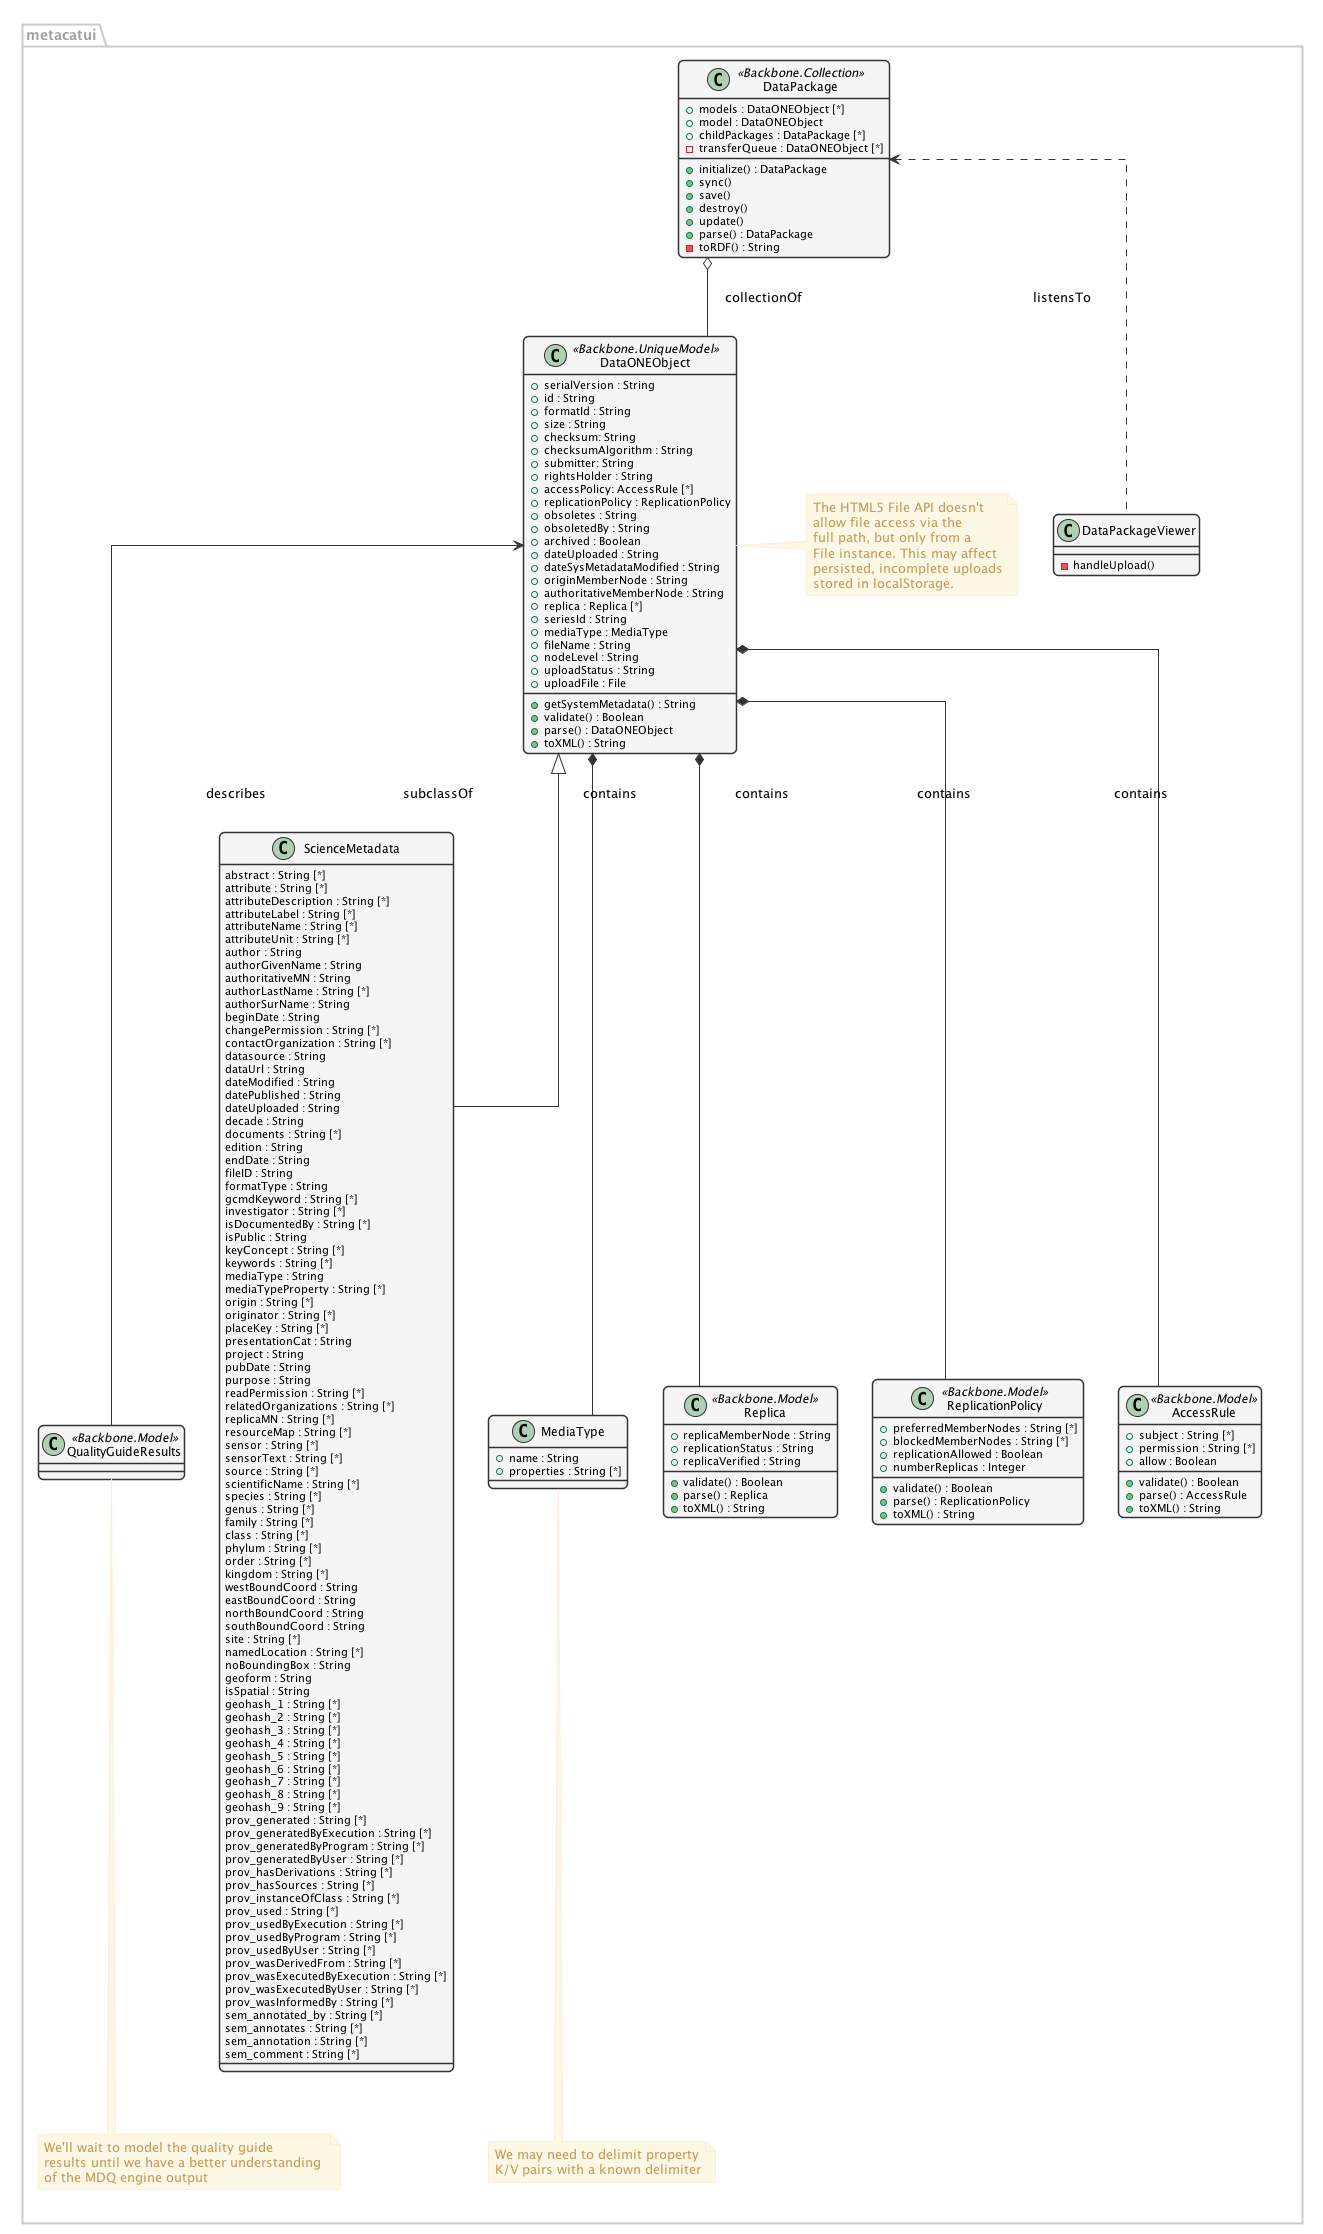 metacatui
C
«Backbone.Collection»
DataPackage
models : DataONEObject [*]
model : DataONEObject
childPackages : DataPackage [*]
transferQueue : DataONEObject [*]
initialize() : DataPackage
sync()
save()
destroy()
update()
parse() : DataPackage
toRDF() : String
collectionOf
listensTo
C
«Backbone.UniqueModel»
DataONEObject
serialVersion : String
id : String
formatId : String
size : String
checksum: String
checksumAlgorithm : String
submitter: String
rightsHolder : String
accessPolicy: AccessRule [*]
replicationPolicy : ReplicationPolicy
obsoletes : String
obsoletedBy : String
archived : Boolean
dateUploaded : String
dateSysMetadataModified : String
originMemberNode : String
authoritativeMemberNode : String
replica : Replica [*]
seriesId : String
mediaType : MediaType
fileName : String
nodeLevel : String
uploadStatus : String
uploadFile : File
getSystemMetadata() : String
validate() : Boolean
parse() : DataONEObject
toXML() : String
The HTML5 File API doesn't
allow file access via the
full path, but only from a
File instance. This may affect
persisted, incomplete uploads
stored in localStorage.
C
DataPackageViewer
handleUpload()
describes
subclassOf
contains
contains
contains
contains
C
ScienceMetadata
abstract : String [*]
attribute : String [*]
attributeDescription : String [*]
attributeLabel : String [*]
attributeName : String [*]
attributeUnit : String [*]
author : String
authorGivenName : String
authoritativeMN : String
authorLastName : String [*]
authorSurName : String
beginDate : String
changePermission : String [*]
contactOrganization : String [*]
datasource : String
dataUrl : String
dateModified : String
datePublished : String
dateUploaded : String
decade : String
documents : String [*]
edition : String
endDate : String
fileID : String
formatType : String
gcmdKeyword : String [*]
investigator : String [*]
isDocumentedBy : String [*]
isPublic : String
keyConcept : String [*]
keywords : String [*]
mediaType : String
mediaTypeProperty : String [*]
origin : String [*]
originator : String [*]
placeKey : String [*]
presentationCat : String
project : String
pubDate : String
purpose : String
readPermission : String [*]
relatedOrganizations : String [*]
replicaMN : String [*]
resourceMap : String [*]
sensor : String [*]
sensorText : String [*]
source : String [*]
scientificName : String [*]
species : String [*]
genus : String [*]
family : String [*]
class : String [*]
phylum : String [*]
order : String [*]
kingdom : String [*]
westBoundCoord : String
eastBoundCoord : String
northBoundCoord : String
southBoundCoord : String
site : String [*]
namedLocation : String [*]
noBoundingBox : String
geoform : String
isSpatial : String
geohash_1 : String [*]
geohash_2 : String [*]
geohash_3 : String [*]
geohash_4 : String [*]
geohash_5 : String [*]
geohash_6 : String [*]
geohash_7 : String [*]
geohash_8 : String [*]
geohash_9 : String [*]
prov_generated : String [*]
prov_generatedByExecution : String [*]
prov_generatedByProgram : String [*]
prov_generatedByUser : String [*]
prov_hasDerivations : String [*]
prov_hasSources : String [*]
prov_instanceOfClass : String [*]
prov_used : String [*]
prov_usedByExecution : String [*]
prov_usedByProgram : String [*]
prov_usedByUser : String [*]
prov_wasDerivedFrom : String [*]
prov_wasExecutedByExecution : String [*]
prov_wasExecutedByUser : String [*]
prov_wasInformedBy : String [*]
sem_annotated_by : String [*]
sem_annotates : String [*]
sem_annotation : String [*]
sem_comment : String [*]
C
«Backbone.Model»
QualityGuideResults
C
MediaType
name : String
properties : String [*]
C
«Backbone.Model»
Replica
replicaMemberNode : String
replicationStatus : String
replicaVerified : String
validate() : Boolean
parse() : Replica
toXML() : String
C
«Backbone.Model»
ReplicationPolicy
preferredMemberNodes : String [*]
blockedMemberNodes : String [*]
replicationAllowed : Boolean
numberReplicas : Integer
validate() : Boolean
parse() : ReplicationPolicy
toXML() : String
C
«Backbone.Model»
AccessRule
subject : String [*]
permission : String [*]
allow : Boolean
validate() : Boolean
parse() : AccessRule
toXML() : String
We'll wait to model the quality guide
results until we have a better understanding
of the MDQ engine output
We may need to delimit property
K/V pairs with a known delimiter